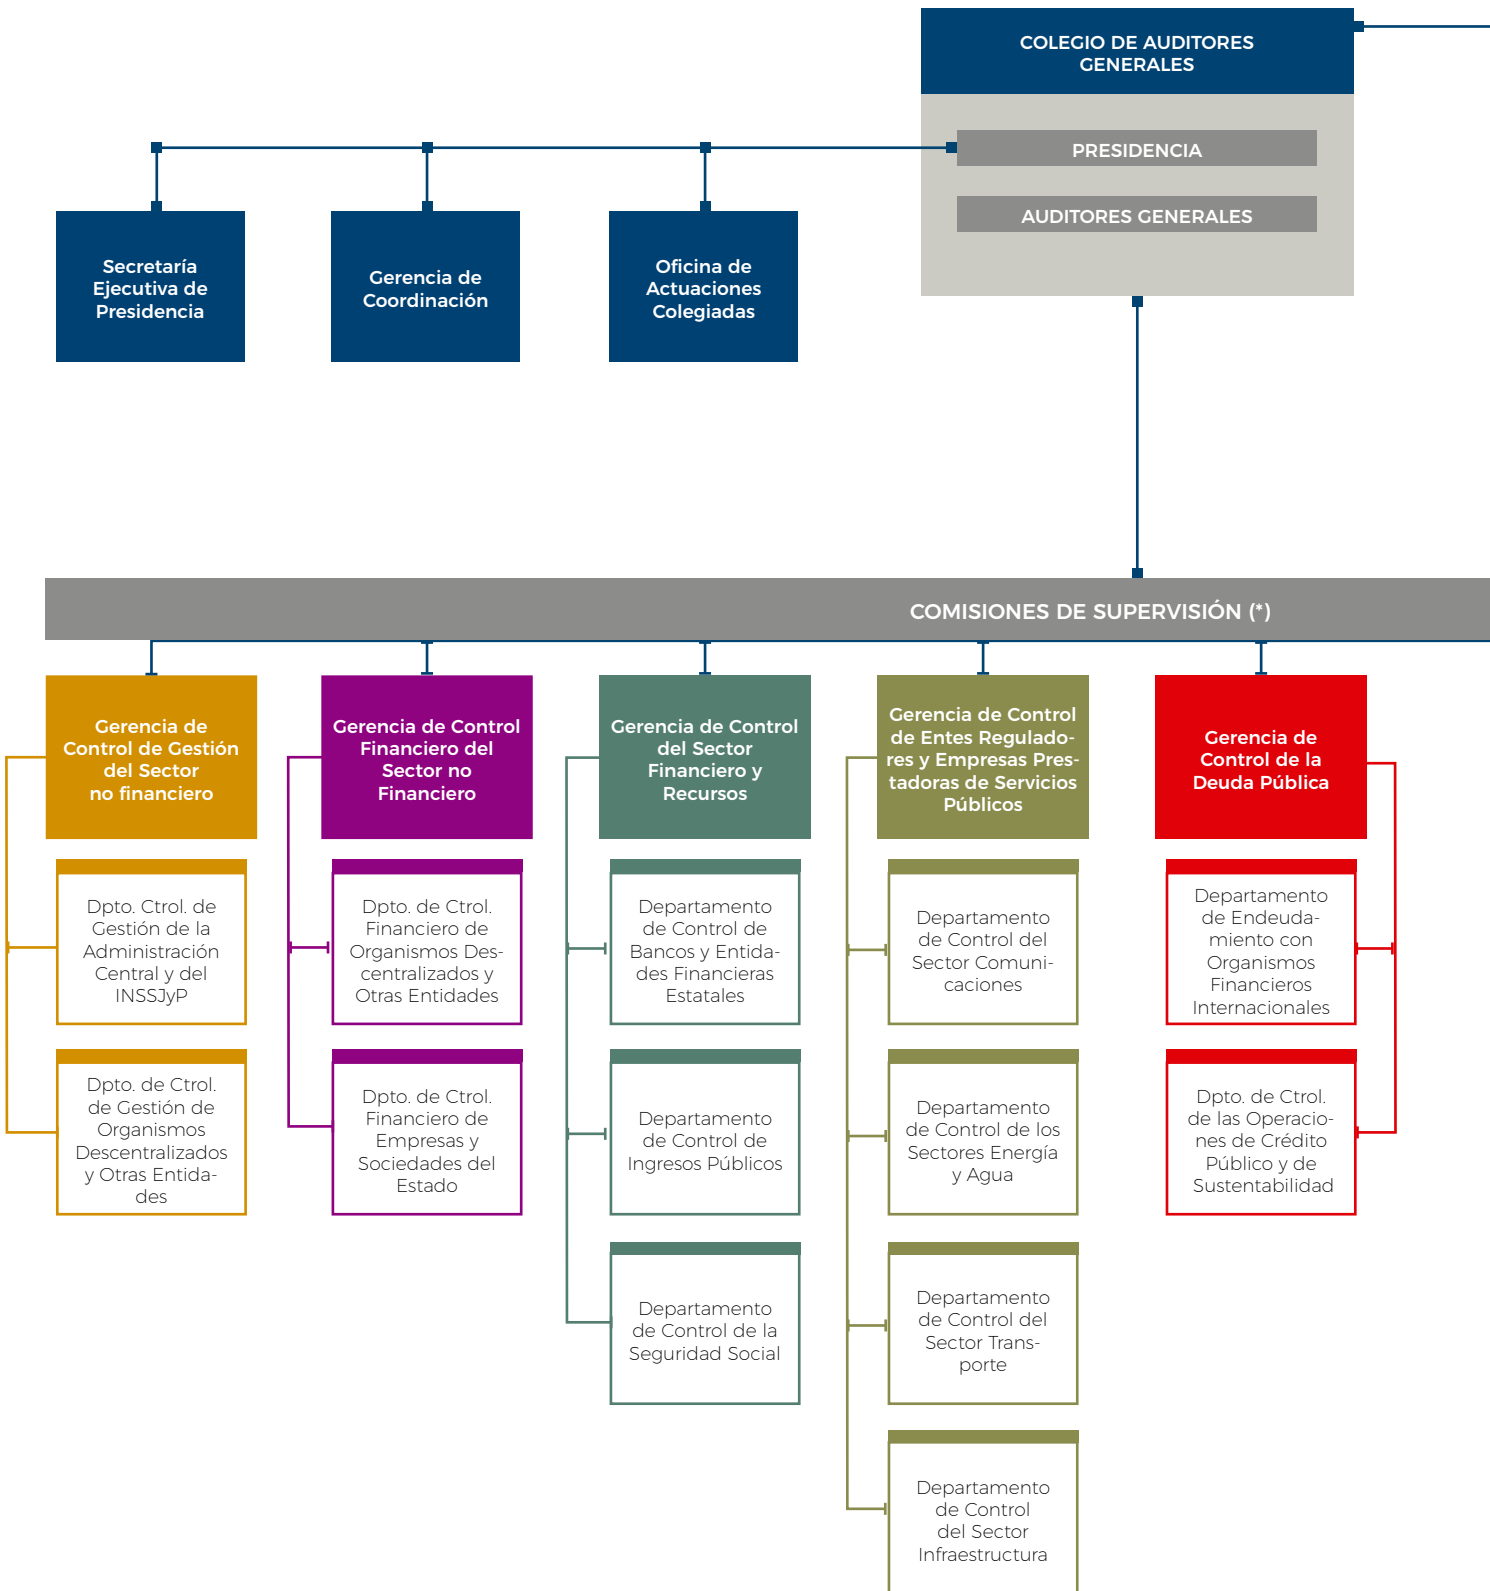 COLEGIO DE AUDITORES
GENERALES
PRESIDENCIA
AUDITORES GENERALES
Secretaría
Ejecutiva de
Presidencia
Gerencia de
Coordinación
Oficina de
Actuaciones
Colegiadas
COMISIONES DE SUPERVISIÓN (*)
Gerencia de
Control de Gestión
del Sector
no financiero
Dpto. Ctrol. de
Gestión de la
Administración
Central y del
INSSJyP
Dpto. de Ctrol.
de Gestión de
Organismos
Descentralizados
y Otras Entida-
des
Gerencia de Control
Financiero del
Sector no
Financiero
Dpto. de Ctrol.
Financiero de
Organismos Des-
centralizados y
Otras Entidades
Dpto. de Ctrol.
Financiero de
Empresas y
Sociedades del
Estado
Gerencia de Control
del Sector
Financiero y
Recursos
Departamento
de Control de
Bancos y Entida-
des Financieras
Estatales
Departamento
de Control de
Ingresos Públicos
Departamento
de Control de la
Seguridad Social
Gerencia de Control
de Entes Regulado-
res y Empresas Pres-
tadoras de Servicios
Públicos
Departamento
de Control del
Sector Comuni-
caciones
Departamento
de Control de los
Sectores Energía
y Agua
Departamento
de Control del
Sector Trans-
porte
Departamento
de Control
del Sector
Infraestructura
Gerencia de
Control de la
Deuda Pública
Departamento
de Endeuda-
miento con
Organismos
Financieros
Internacionales
Dpto. de Ctrol.
de las Operacio-
nes de Crédito
Público y de
Sustentabilidad